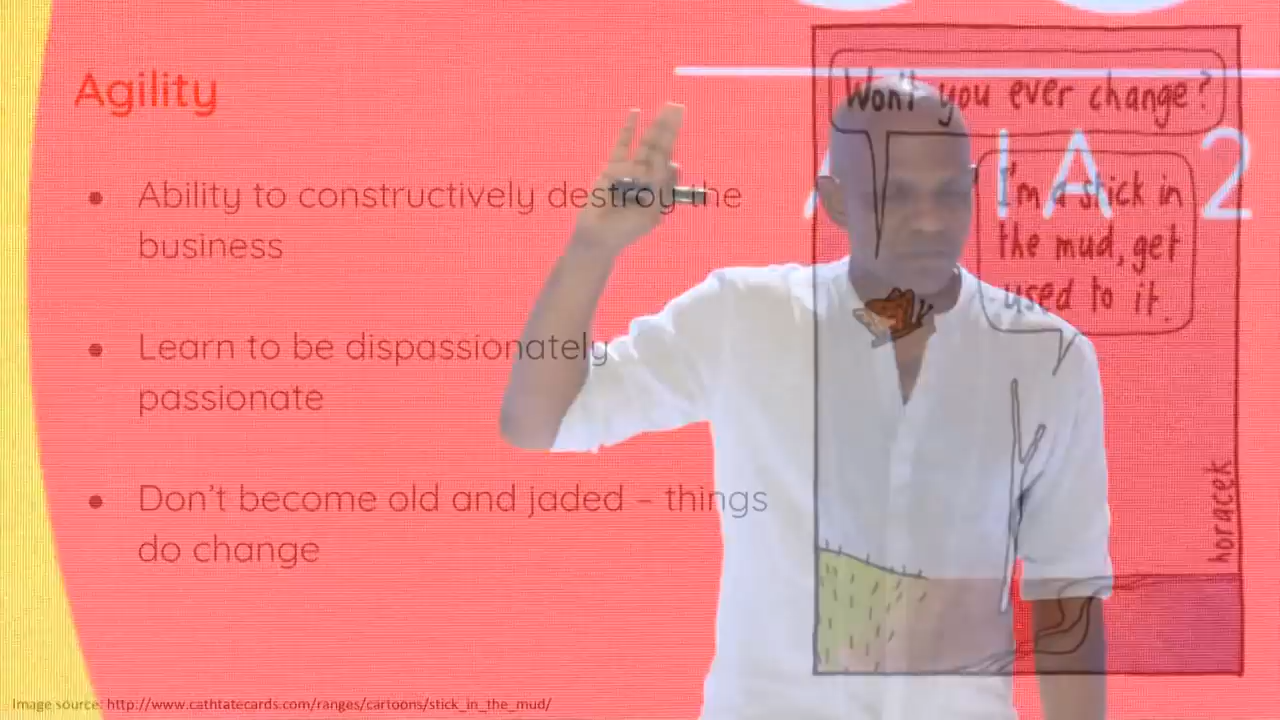 Agility
• Ability to constructively destroy the
business
• Learn to be dispassionately
passionate
• Don't become old and jaded – things
do change
Won't you ever change?
I'm a stick in
the mud, get
used to it.
horacek
IA 2
Image source: http://www.cathtatecards.com/ranges/cartoons/stick_in_the_mud/